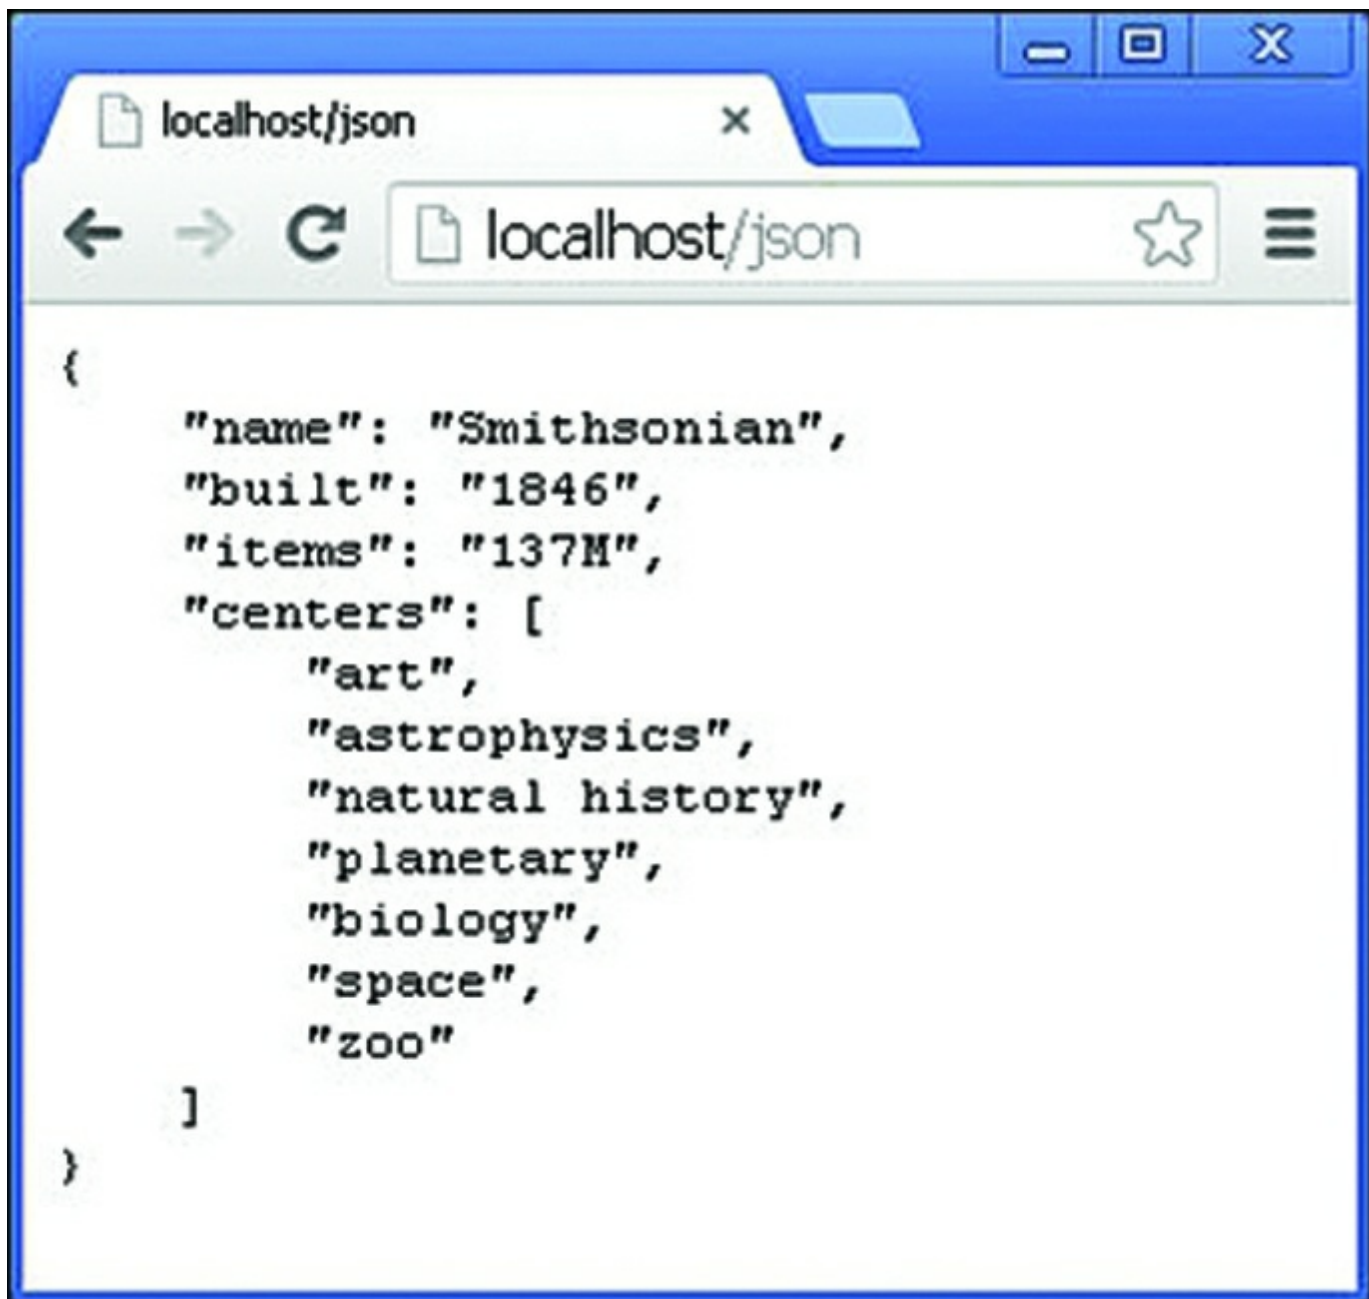 localhost/json
localhost/json
{
"name": "Smithsonian",
"built": "1846",
"items": "137M",
"centers": [
"art",
"astrophysics",
"natural history",
"planetary",
"biology",
"space",
"zoo"
]
}